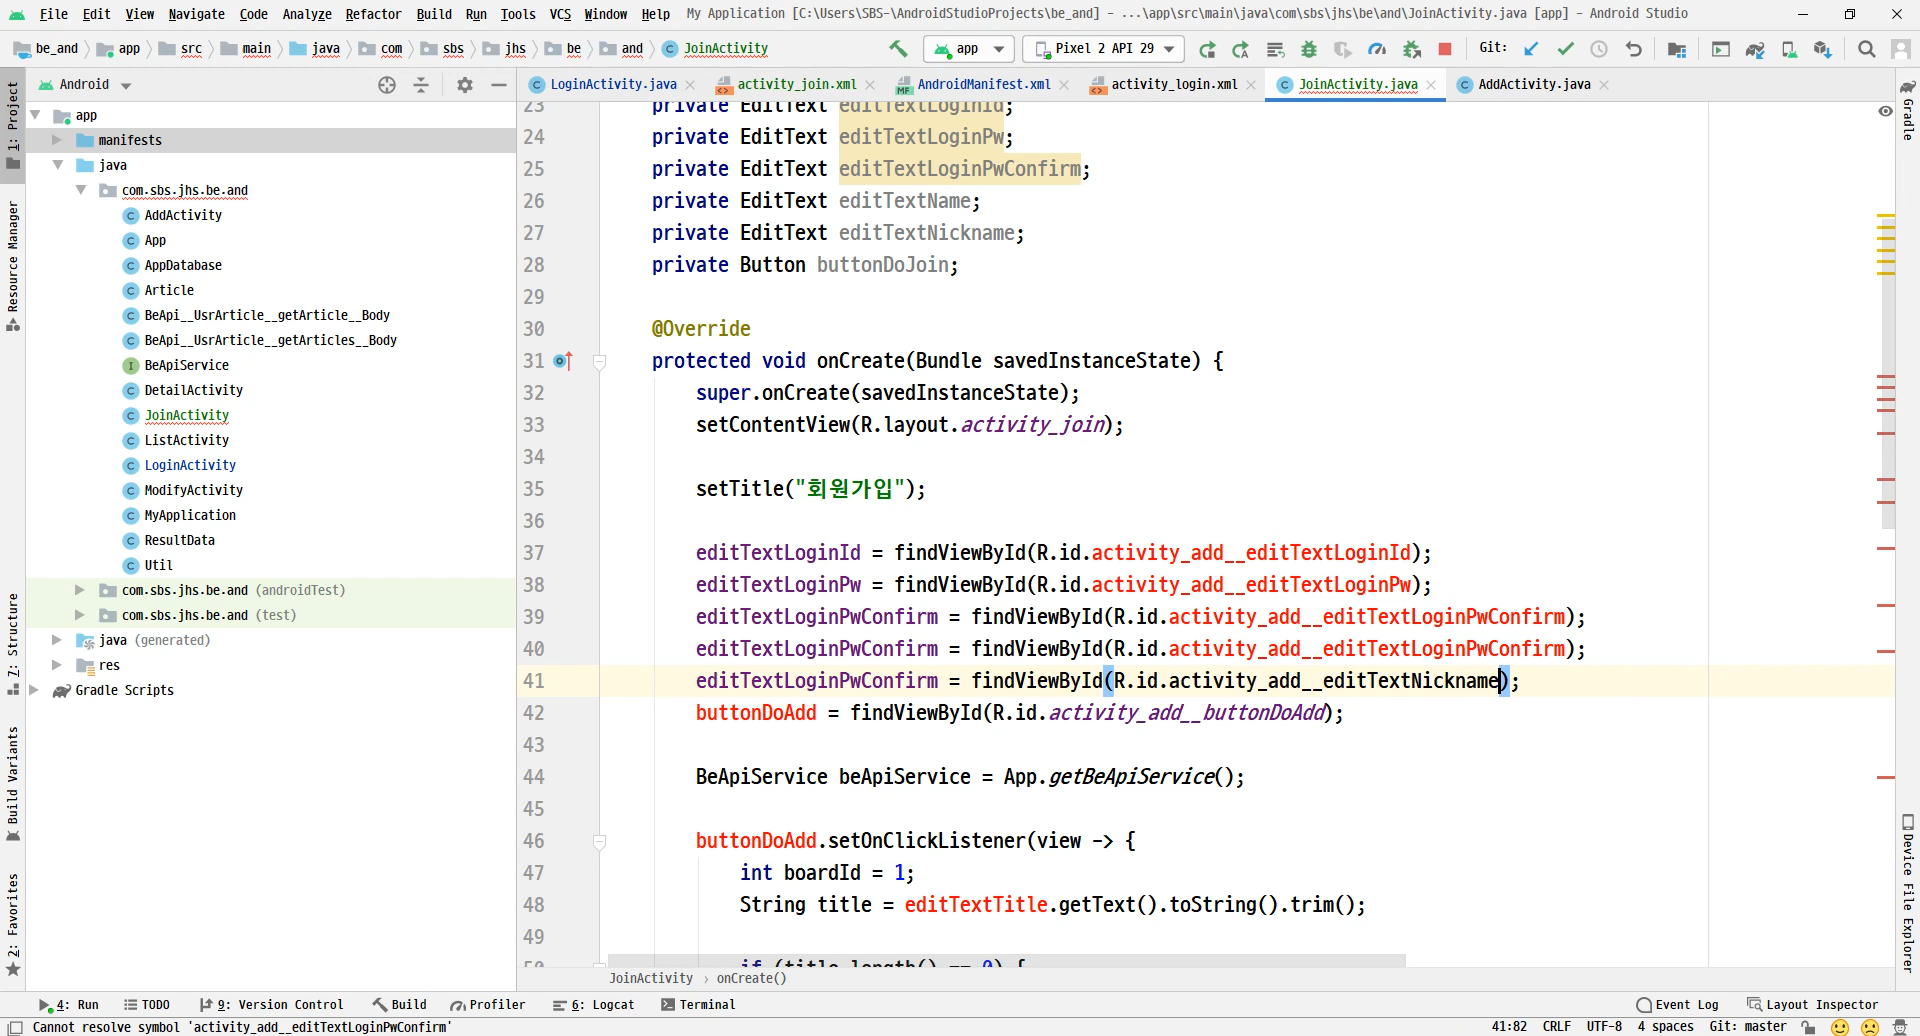 File Edit View Navigate Code Analyze Refactor Build Run Tools VCS Window Help My Application [C:\Users\SBS-\AndroidStudioProjects\be_and] - ...\app\src\main\java\com\sbs\jhs\be\and\JoinActivity.java [app] - Android Studio
be_and app src main java com sbs jhs be and JoinActivity app Pixel 2 API 29 Git:
Android LoginActivity.java activity_join.xml AndroidManifest.xml activity_login.xml JoinActivity.java AddActivity.java
1: Project
Resource Manager
7: Structure
Build Variants
2: Favorites
app
manifests
java
com.sbs.jhs.be.and
AddActivity
App
AppDatabase
Article
BeApi__UsrArticle__getArticle__Body
BeApi__UsrArticle__getArticles__Body
BeApiService
DetailActivity
JoinActivity
ListActivity
LoginActivity
ModifyActivity
MyApplication
ResultData
Util
com.sbs.jhs.be.and (androidTest)
com.sbs.jhs.be.and (test)
java (generated)
res
Gradle Scripts
23 private EditText editTextLoginId;
24 private EditText editTextLoginPw;
25 private EditText editTextLoginPwConfirm;
26 private EditText editTextName;
27 private EditText editTextNickname;
28 private Button buttonDoJoin;
29
30 @Override
31 protected void onCreate(Bundle savedInstanceState) {
32 super.onCreate(savedInstanceState);
33 setContentView(R.layout.activity_join);
34
35 setTitle("회원가입");
36
37 editTextLoginId = findViewById(R.id.activity_add__editTextLoginId);
38 editTextLoginPw = findViewById(R.id.activity_add__editTextLoginPw);
39 editTextLoginPwConfirm = findViewById(R.id.activity_add__editTextLoginPwConfirm);
40 editTextLoginPwConfirm = findViewById(R.id.activity_add__editTextLoginPwConfirm);
41 editTextLoginPwConfirm = findViewById(R.id.activity_add__editTextNickname);
42 buttonDoAdd = findViewById(R.id.activity_add__buttonDoAdd);
43
44 BeApiService beApiService = App.getBeApiService();
45
46 buttonDoAdd.setOnClickListener(view -> {
47 int boardId = 1;
48 String title = editTextTitle.getText().toString().trim();
49
50 if (title.length() == 0) {
JoinActivity › onCreate()
Gradle
Device File Explorer
4: Run TODO 9: Version Control Build Profiler 6: Logcat Terminal Event Log Layout Inspector
Cannot resolve symbol 'activity_add__editTextLoginPwConfirm' 41:82 CRLF UTF-8 4 spaces Git: master